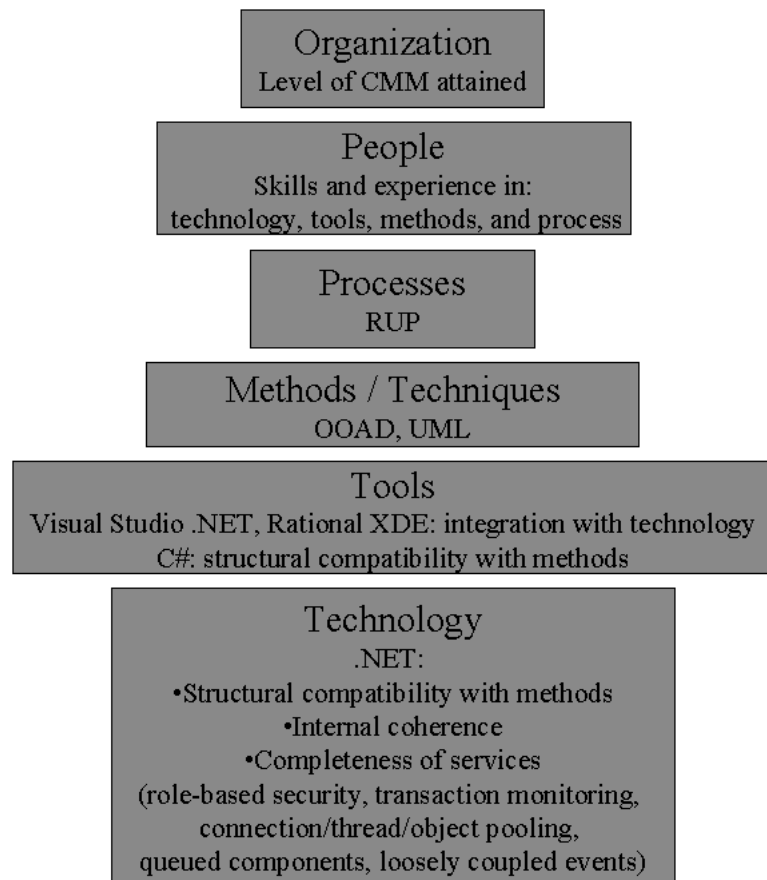 Organization
Level of CMM attained
People
Skills and experience in:
technology, tools, methods, and process
Processes
RUP
Methods / Techniques
OOAD, UML
Tools
Visual Studio .NET, Rational XDE: integration with technology
C#: structural compatibility with methods
Technology
.NET:
•Structural compatibility with methods
•Internal coherence
•Completeness of services
(role-based security, transaction monitoring,
connection/thread/object pooling,
queued components, loosely coupled events)